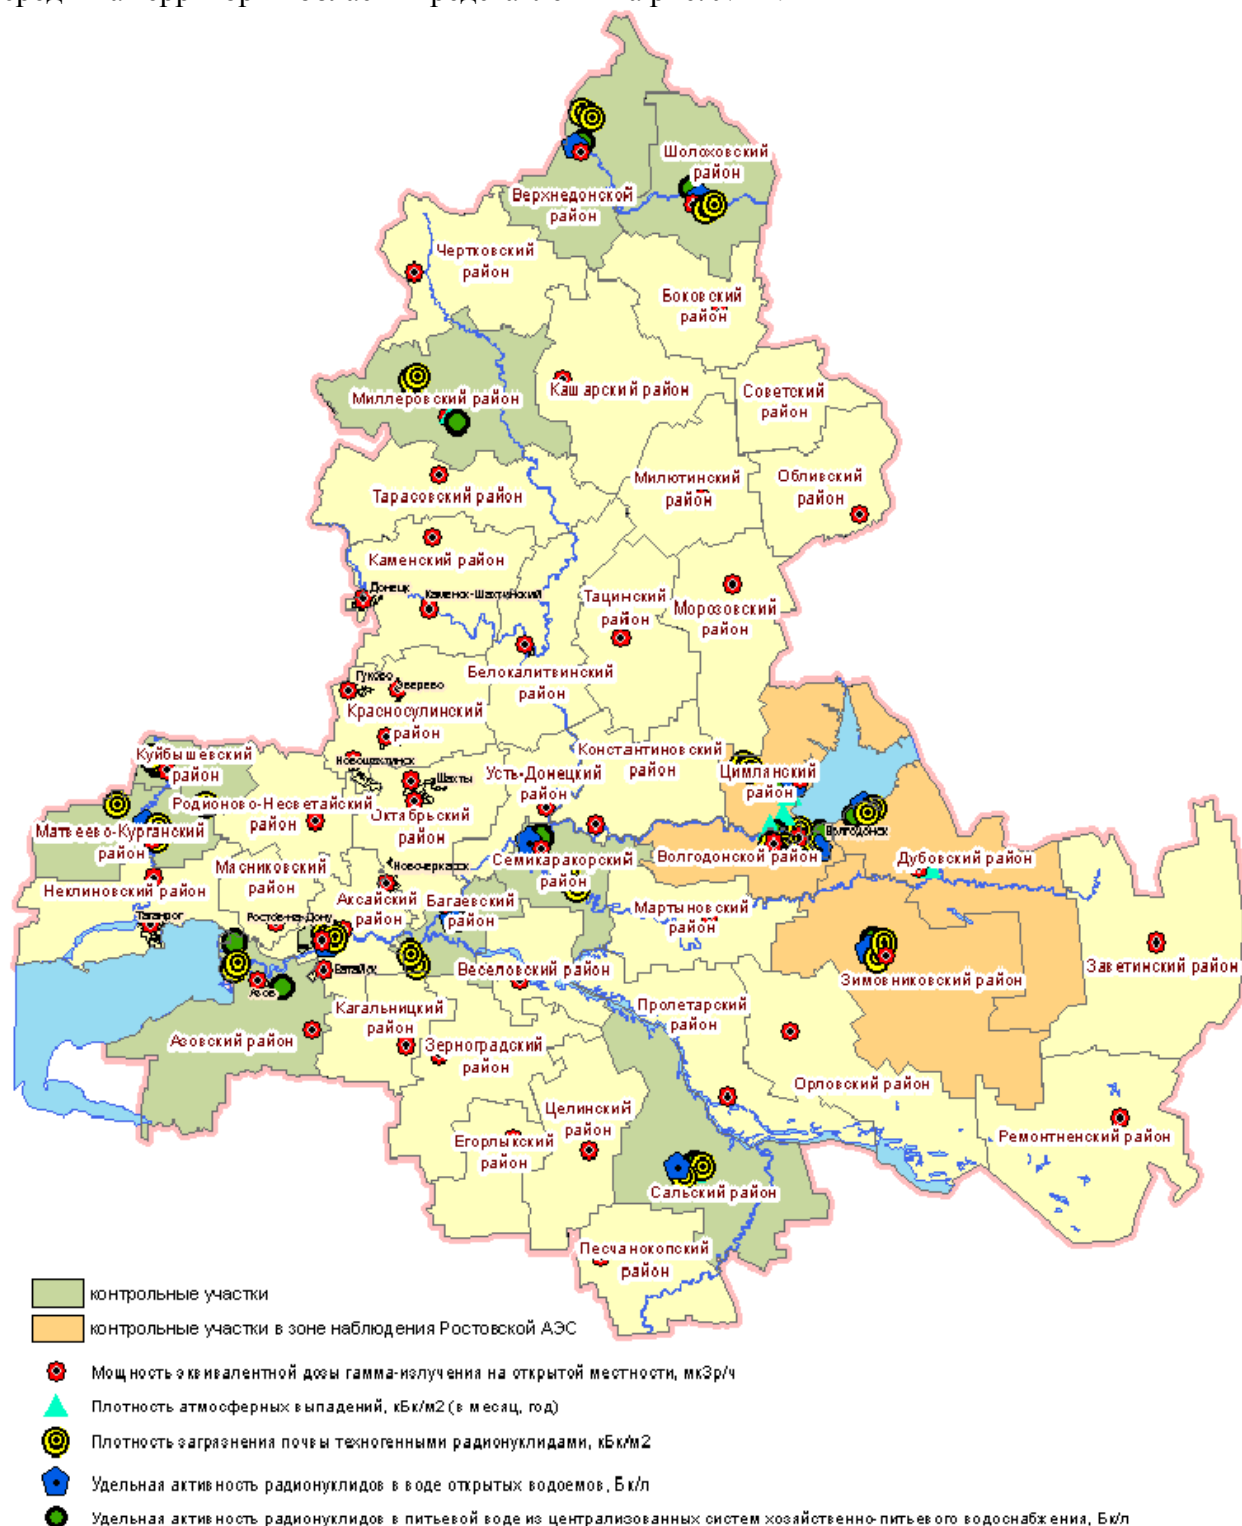 Шолоховский
район
Верхнедонской
район
Чертковский
район
Боковский
район
Кашарский район
Советский
район
Миллеровский район
Милютинский
район
Обливский
район
Тарасовский район
Каменский район
Донецк
Каменск-Шахтинский
Тацинский
район
Морозовский
район
Белокалитвинский
район
Гуково
Зверево
Красносулинский
район
Куйбышевский
район
Новошахтинск
Шахты
Усть-Донецкий
район
Константиновский
район
Цимлянский
район
Родионово-Несветайский
район
Октябрьский
район
Матвеево-Курганский
район
Волгодонск
Мясниковский
район
Новочеркасск
Семикаракорский
район
Волгодонской район
Дубовский район
Неклиновский район
Аксайский
район
Багаевский
район
Мартыновский
район
Таганрог
Ростов-на-Дону
Батайск
Веселовский район
Зимовниковский район
Заветинский район
Азов
Кагальницкий
район
Пролетарский
район
Азовский район
Зерноградский
район
Орловский район
Целинский
район
Егорлыкский
район
Ремонтненский район
Сальский район
Песчанокопский
район
контрольные участки
контрольные участки в зоне наблюдения Ростовской АЭС
Мощность эквивалентной дозы гамма-излучения на открытой местности, мкЗр/ч
Плотность атмосферных выпадений, кБк/м2 (в месяц, год)
Плотность загрязнения почвы техногенными радионуклидами, кБк/м2
Удельная активность радионуклидов в воде открытых водоемов, Бк/л
Удельная активность радионуклидов в питьевой воде из централизованных систем хозяйственно-питьевого водоснабжения, Бк/л